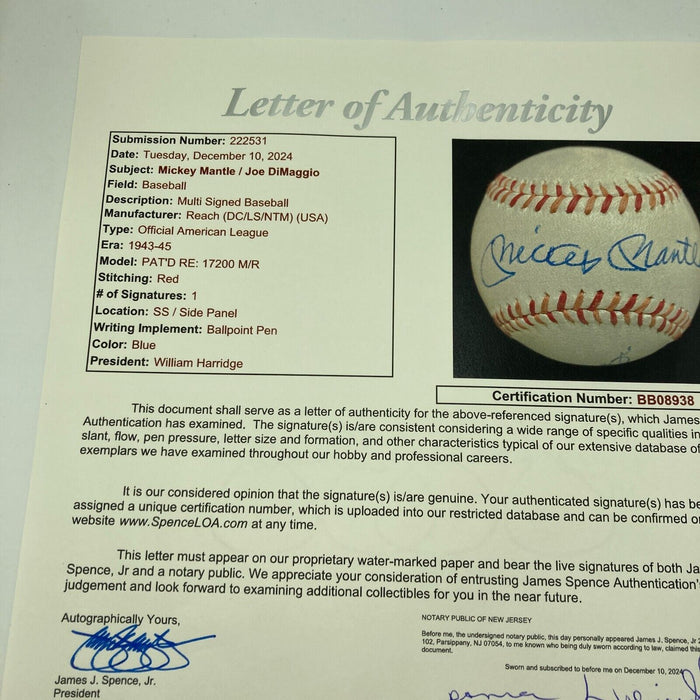 Letter of Authenticity
Submission Number: 222531
Date: Tuesday, December 10, 2024
Subject: Mickey Mantle / Joe DiMaggio
Field: Baseball
Description: Multi Signed Baseball
Manufacturer: Reach (DC/LS/NTM) (USA)
Type: Official American League
Era: 1943-45
Model: PAT'D RE: 17200 M/R
Stitching: Red
# of Signatures: 1
Location: SS / Side Panel
Writing Implement: Ballpoint Pen
Color: Blue
President: William Harridge
Mickey Mantle
Certification Number: BB08938
This document shall serve as a letter of authenticity for the above-referenced signature(s), which James
Authentication has examined. The signature(s) is/are consistent considering a wide range of specific qualities in
slant, flow, pen pressure, letter size and formation, and other characteristics typical of our extensive database of
exemplars we have examined throughout our hobby and professional careers.
It is our considered opinion that the signature(s) is/are genuine. Your authenticated signature(s) has be
assigned a unique certification number, which is uploaded into our restricted database and can be confirmed o
website www.SpenceLOA.com at any time.
This letter must appear on our proprietary water-marked paper and bear the live signatures of both Ja
Spence, Jr and a notary public. We appreciate your consideration of entrusting James Spence Authentication's
judgement and look forward to examining additional collectibles for you in the near future.
Autographically Yours,
James J. Spence, Jr.
President
NOTARY PUBLIC OF NEW JERSEY
Before me, the undersigned notary public, this day personally appeared James J. Spence, Jr
102, Parsippany, NJ 07054, to me known who being duly sworn according to law, claimed this
document.
Sworn and subscribed to before me on December 10, 2024